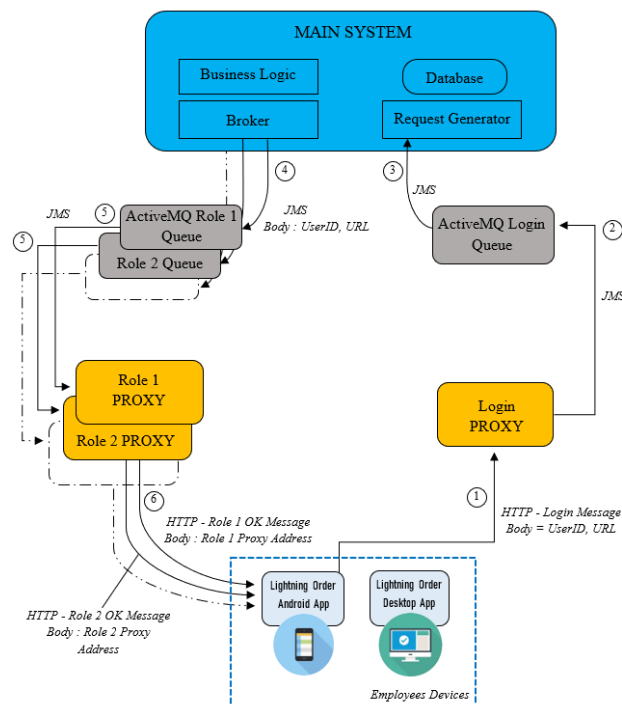 MAIN SYSTEM
Business Logic
Database
Broker
Request Generator
4
3
JMS
JMS
Body : UserID, URL
JMS
5
5
ActiveMQ Role 1
Queue
Role 2 Queue
ActiveMQ Login
Queue
2
JMS
Role 1
PROXY
Role 2 PROXY
Login
PROXY
6
1
HTTP - Role 1 OK Message
Body : Role 1 Proxy Address
HTTP - Login Message
Body = UserID, URL
HTTP - Role 2 OK Message
Body : Role 2 Proxy
Address
Lightning Order
Android App
Lightning Order
Desktop App
Employees Devices